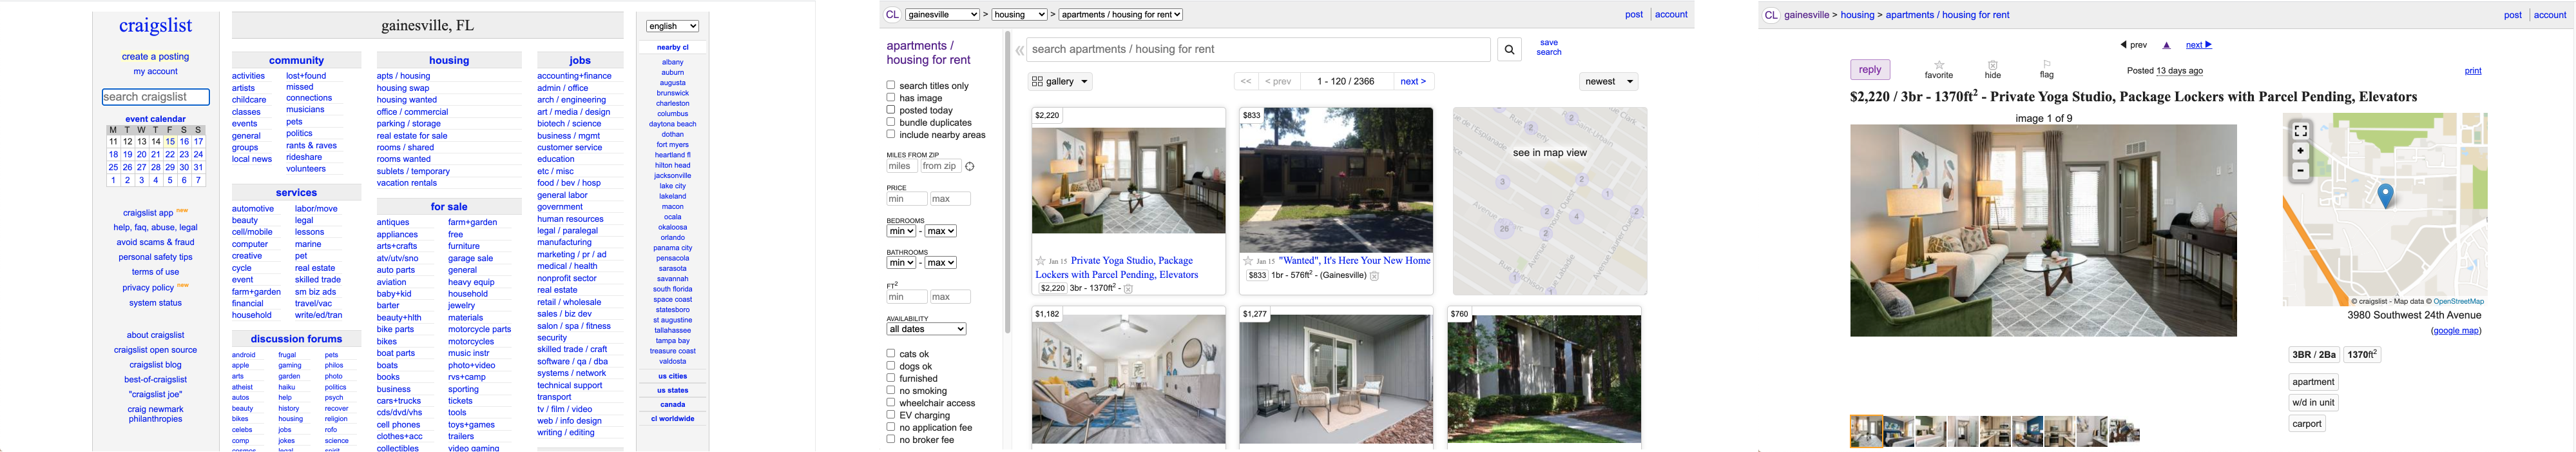 craigslist
create a posting
my account
search craigslist
event calendar
M T W T F S S
11 12 13 14 15 16 17
18 19 20 21 22 23 24
25 26 27 28 29 30 31
1 2 3 4 5 6 7
craigslist app new
help, faq, abuse, legal
avoid scams & fraud
personal safety tips
terms of use
privacy policy new
system status
about craigslist
craigslist open source
craigslist blog
best-of-craigslist
"craigslist joe"
craig newmark
philanthropies
gainesville, FL
community
activities
artists
childcare
classes
events
general
groups
local news
lost+found
missed
connections
musicians
pets
politics
rants & raves
rideshare
volunteers
services
automotive
beauty
cell/mobile
computer
creative
cycle
event
farm+garden
financial
household
labor/move
legal
lessons
marine
pet
real estate
skilled trade
sm biz ads
travel/vac
write/ed/tran
discussion forums
android
apple
arts
atheist
autos
beauty
bikes
celebs
comp
cosmos
frugal
gaming
garden
haiku
help
history
housing
jobs
jokes
legal
pets
philos
photo
politics
psych
recover
religion
rofo
science
spirit
housing
apts / housing
housing swap
housing wanted
office / commercial
parking / storage
real estate for sale
rooms / shared
rooms wanted
sublets / temporary
vacation rentals
for sale
antiques
appliances
arts+crafts
atv/utv/sno
auto parts
aviation
baby+kid
barter
beauty+hlth
bike parts
bikes
boat parts
boats
books
business
cars+trucks
cds/dvd/vhs
cell phones
clothes+acc
collectibles
farm+garden
free
furniture
garage sale
general
heavy equip
household
jewelry
materials
motorcycle parts
motorcycles
music instr
photo+video
rvs+camp
sporting
tickets
tools
toys+games
trailers
video gaming
jobs
accounting+finance
admin / office
arch / engineering
art / media / design
biotech / science
business / mgmt
customer service
education
etc / misc
food / bev / hosp
general labor
government
human resources
legal / paralegal
manufacturing
marketing / pr / ad
medical / health
nonprofit sector
real estate
retail / wholesale
sales / biz dev
salon / spa / fitness
security
skilled trade / craft
software / qa / dba
systems / network
technical support
transport
tv / film / video
web / info design
writing / editing
english
nearby cl
albany
auburn
augusta
brunswick
charleston
columbus
daytona beach
dothan
fort myers
heartland fl
hilton head
jacksonville
lake city
lakeland
macon
ocala
okaloosa
orlando
panama city
pensacola
sarasota
savannah
south florida
space coast
statesboro
st augustine
tallahassee
tampa bay
treasure coast
valdosta
us cities
us states
canada
cl worldwide
CL gainesville > housing > apartments / housing for rent
post account
apartments /
housing for rent
search titles only
has image
posted today
bundle duplicates
include nearby areas
MILES FROM ZIP
miles from zip
PRICE
min max
BEDROOMS
min - max
BATHROOMS
min - max
FT²
min max
AVAILABILITY
all dates
cats ok
dogs ok
furnished
no smoking
wheelchair access
EV charging
no application fee
no broker fee
search apartments / housing for rent
save
search
gallery
<< < prev 1 - 120 / 2366 next >
newest
$2,220
Jan 15 Private Yoga Studio, Package
Lockers with Parcel Pending, Elevators
$2,220 3br - 1370ft² -
$833
Jan 15 "Wanted", It's Here Your New Home
$833 1br - 576ft² - (Gainesville)
see in map view
2
2
3
2
1
2
4
2
26
2
1
$1,182
$1,277
$760
CL gainesville > housing > apartments / housing for rent
post account
prev next
reply
favorite
hide
flag
Posted 13 days ago
print
$2,220 / 3br - 1370ft² - Private Yoga Studio, Package Lockers with Parcel Pending, Elevators
image 1 of 9
+
−
© craigslist - Map data © OpenStreetMap
3980 Southwest 24th Avenue
(google map)
3BR / 2Ba 1370ft²
apartment
w/d in unit
carport